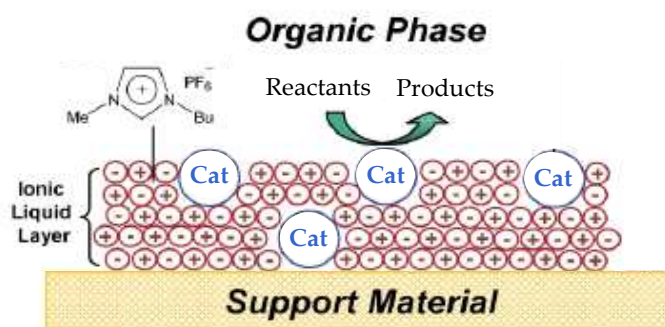 Organic Phase
PF6-
Reactants Products
N + N
Me Bu
Cat Cat Cat
Ionic
Liquid
Layer
Cat
- + - + - + - +
Support Material